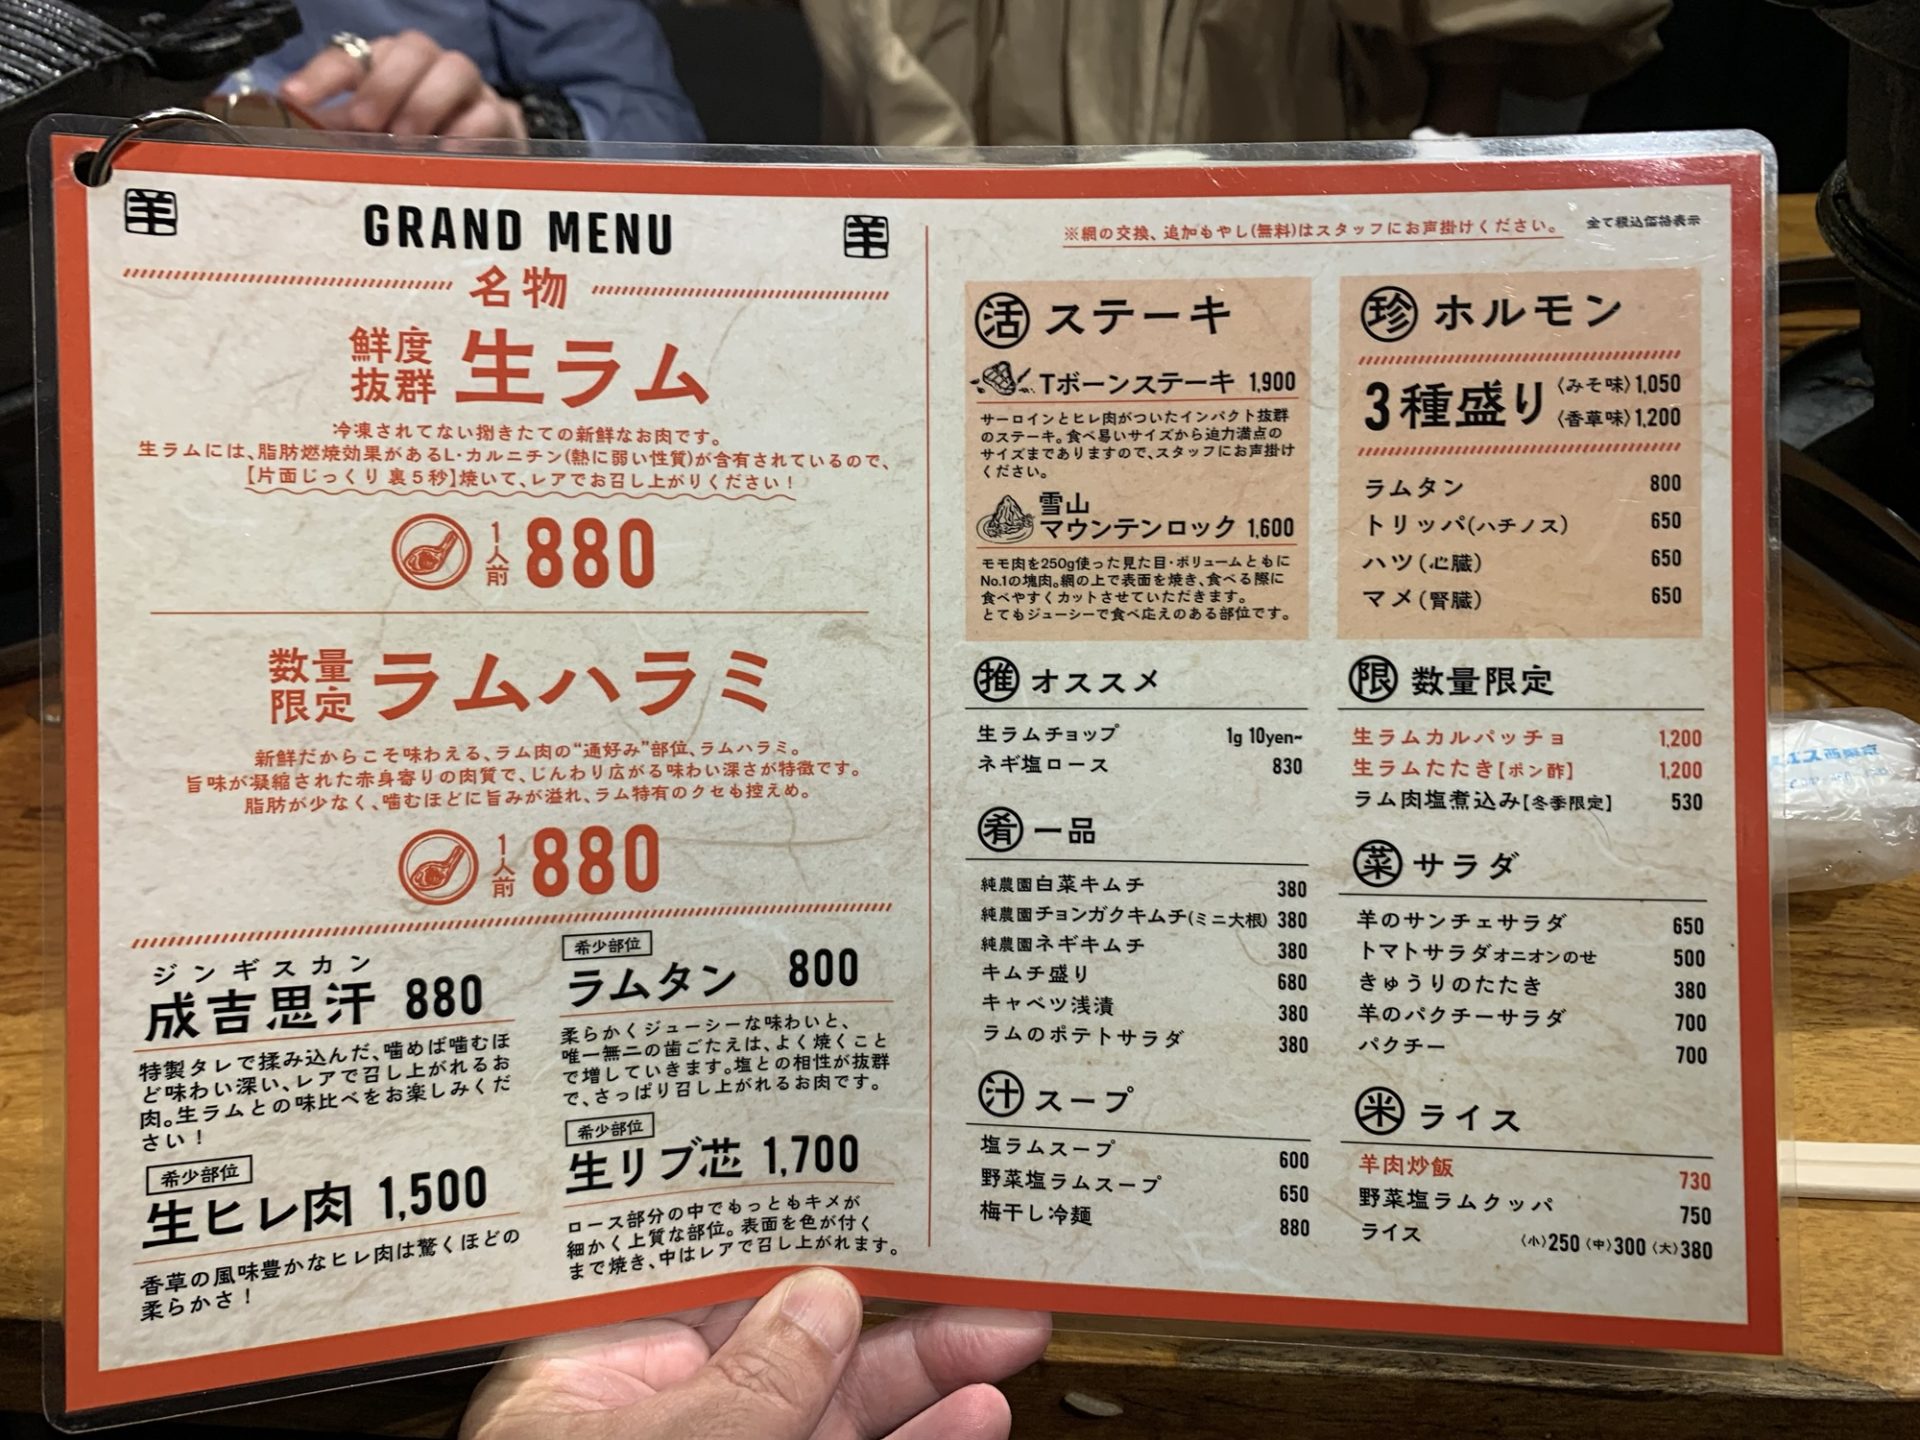 羊
GRAND MENU
羊
名物
鮮度
抜群
生ラム
冷凍されてない捌きたての新鮮なお肉です。
生ラムには、脂肪燃焼効果があるL・カルニチン(熱に弱い性質)が含有されているので、
【片面じっくり 裏5秒】焼いて、レアでお召し上がりください!
1人前 880
数量
限定
ラムハラミ
新鮮だからこそ味わえる、ラム肉の“通好み”部位、ラムハラミ。
旨味が凝縮された赤身寄りの肉質で、じんわり広がる味わい深さが特徴です。
脂肪が少なく、噛むほどに旨みが溢れ、ラム特有のクセも控えめ。
1人前 880
ジンギスカン
成吉思汗 880
特製タレで揉み込んだ、噛めば噛むほ
ど味わい深い、レアで召し上がれるお
肉。生ラムとの味比べをお楽しみくだ
さい!
希少部位
生ヒレ肉 1,500
香草の風味豊かなヒレ肉は驚くほどの
柔らかさ!
希少部位
ラムタン 800
柔らかくジューシーな味わいと、
唯一無二の歯ごたえは、よく焼くこと
で増していきます。塩との相性が抜群
で、さっぱり召し上がれるお肉です。
希少部位
生リブ芯 1,700
ロース部分の中でもっともキメが
細かく上質な部位。表面を色が付く
まで焼き、中はレアで召し上がれます。
※網の交換、追加もやし(無料)はスタッフにお声掛けください。
全て税込価格表示
活 ステーキ
Tボーンステーキ 1,900
サーロインとヒレ肉がついたインパクト抜群
のステーキ。食べ易いサイズから迫力満点の
サイズまでありますので、スタッフにお声掛け
ください。
雪山
マウンテンロック 1,600
モモ肉を250g使った見た目・ボリュームともに
No.1の塊肉。網の上で表面を焼き、食べる際に
食べやすくカットさせていただきます。
とてもジューシーで食べ応えのある部位です。
推 オススメ
生ラムチョップ 1g 10yen~
ネギ塩ロース 830
肴 一品
純農園白菜キムチ 380
純農園チョンガクキムチ(ミニ大根) 380
純農園ネギキムチ 380
キムチ盛り 680
キャベツ浅漬 380
ラムのポテトサラダ 380
汁 スープ
塩ラムスープ 600
野菜塩ラムスープ 650
梅干し冷麺 880
珍 ホルモン
3種盛り 〈みそ味〉1,050
〈香草味〉1,200
ラムタン 800
トリッパ(ハチノス) 650
ハツ(心臓) 650
マメ(腎臓) 650
限 数量限定
生ラムカルパッチョ 1,200
生ラムたたき【ポン酢】 1,200
ラム肉塩煮込み【冬季限定】 530
菜 サラダ
羊のサンチェサラダ 650
トマトサラダオニオンのせ 500
きゅうりのたたき 380
羊のパクチーサラダ 700
パクチー 700
米 ライス
羊肉炒飯 730
野菜塩ラムクッパ 750
ライス 〈小〉250 〈中〉300 〈大〉380